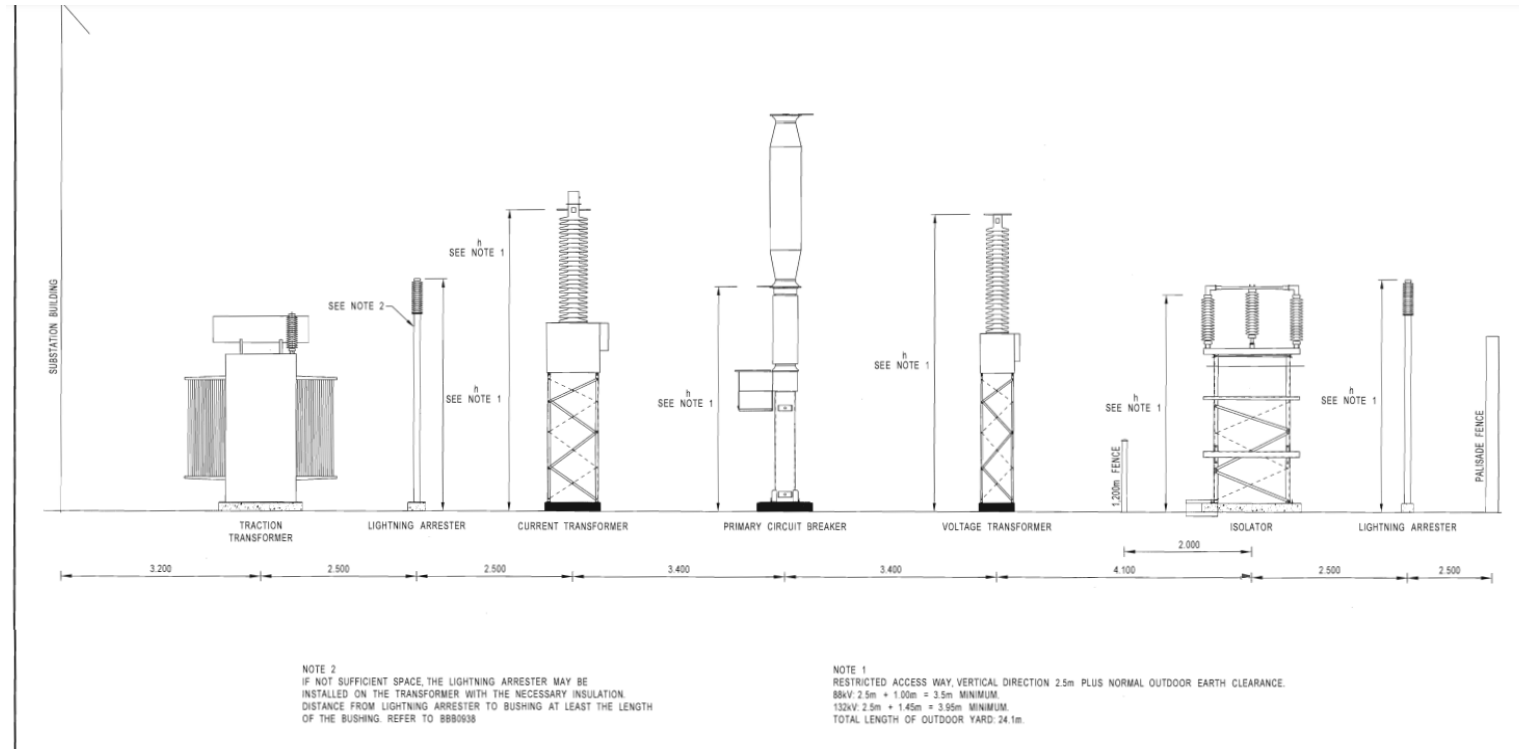 SUBSTATION BUILDING
SEE NOTE 2
h
SEE NOTE 1
h
SEE NOTE 1
h
SEE NOTE 1
h
SEE NOTE 1
h
SEE NOTE 1
h
SEE NOTE 1
1,200m FENCE
PALISADE FENCE
TRACTION
TRANSFORMER
LIGHTNING ARRESTER
CURRENT TRANSFORMER
PRIMARY CIRCUIT BREAKER
VOLTAGE TRANSFORMER
ISOLATOR
LIGHTNING ARRESTER
2.000
3.200
2.500
2.500
3.400
3.400
4.100
2.500
2.500
NOTE 2
IF NOT SUFFICIENT SPACE, THE LIGHTNING ARRESTER MAY BE
INSTALLED ON THE TRANSFORMER WITH THE NECESSARY INSULATION.
DISTANCE FROM LIGHTNING ARRESTER TO BUSHING AT LEAST THE LENGTH
OF THE BUSHING. REFER TO BBB0938
NOTE 1
RESTRICTED ACCESS WAY, VERTICAL DIRECTION 2.5m PLUS NORMAL OUTDOOR EARTH CLEARANCE.
88kV: 2.5m + 1.00m = 3.5m MINIMUM.
132kV: 2.5m + 1.45m = 3.95m MINIMUM.
TOTAL LENGTH OF OUTDOOR YARD: 24.1m.